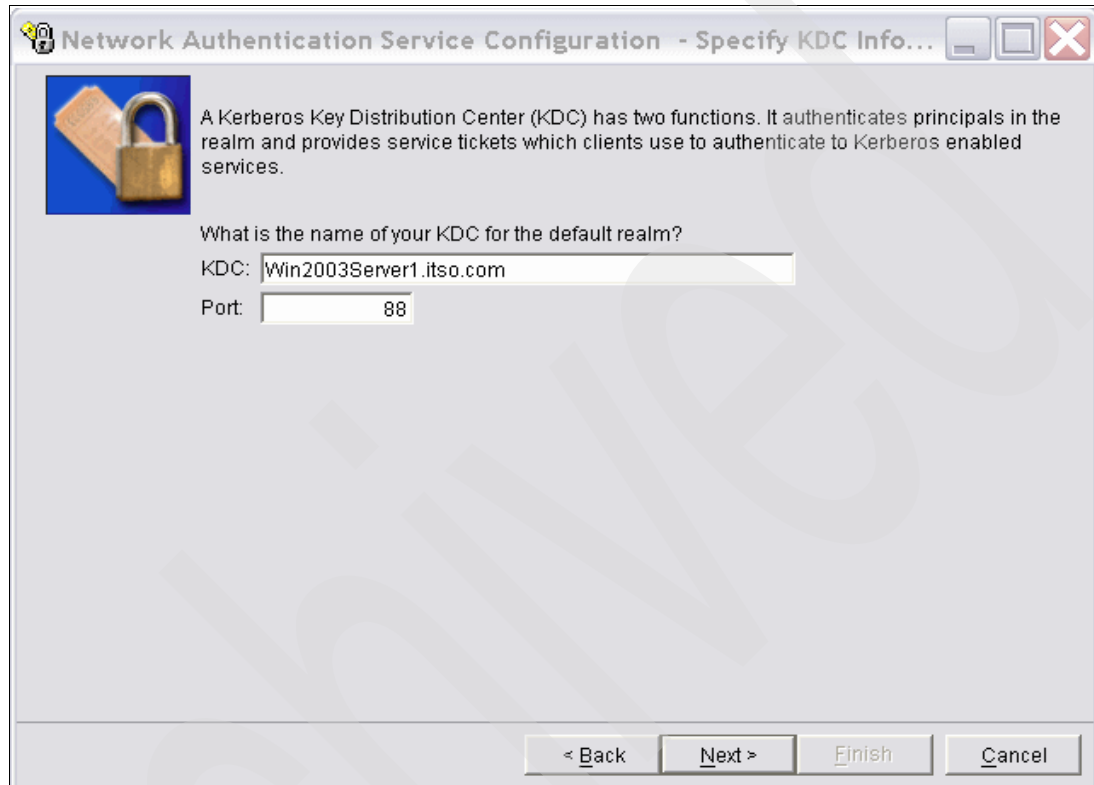 Network Authentication Service Configuration - Specify KDC Info...
A Kerberos Key Distribution Center (KDC) has two functions. It authenticates principals in the
realm and provides service tickets which clients use to authenticate to Kerberos enabled
services.
What is the name of your KDC for the default realm?
KDC: Win2003Server1.itso.com
Port: 88
< Back Next > Finish Cancel